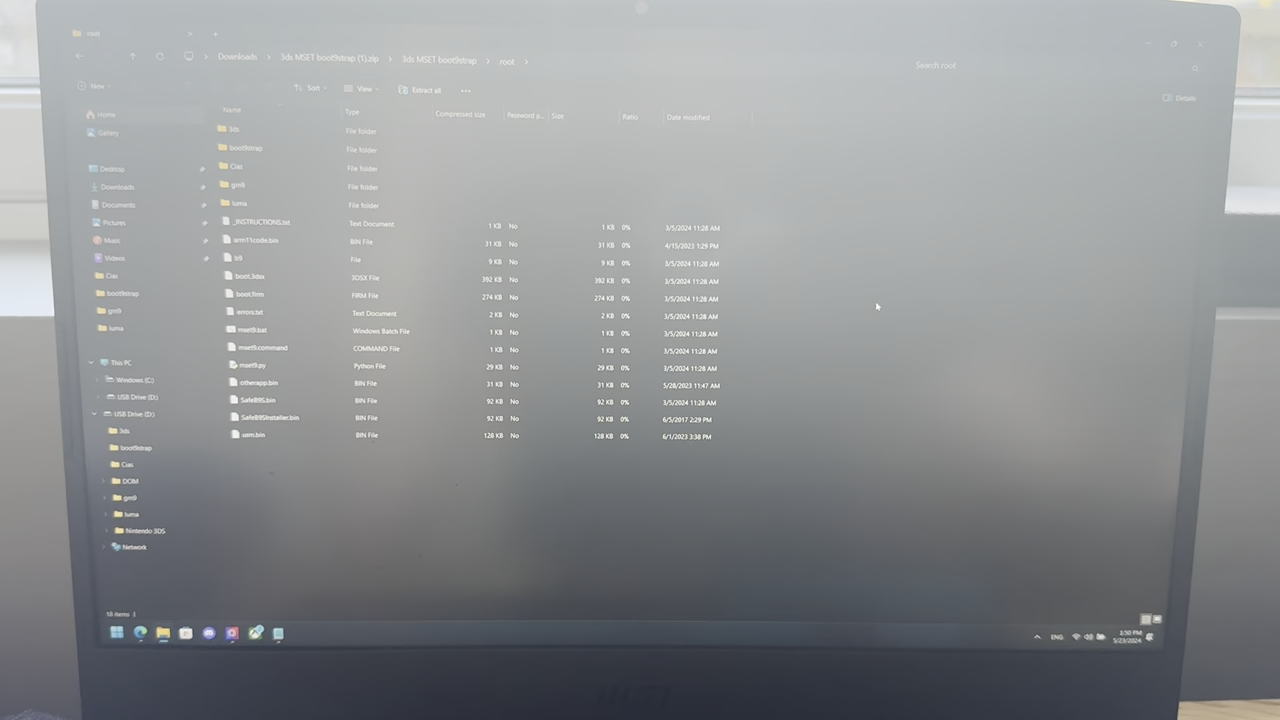 root
Downloads > 3ds MSET boot9strap (1).zip > 3ds MSET boot9strap > root >
Search root
New
Sort
View
Extract all
Details
Name Type Compressed size Password p... Size Ratio Date modified
Home
Gallery
Desktop
Downloads
Documents
Pictures
Music
Videos
Cias
boot9strap
gm9
luma
This PC
Windows (C:)
USB Drive (D:)
USB Drive (D:)
3ds
boot9strap
Cias
DCIM
gm9
luma
Nintendo 3DS
Network
3ds File folder
boot9strap File folder
Cias File folder
gm9 File folder
luma File folder
_INSTRUCTIONS.txt Text Document 1 KB No 1 KB 0% 3/5/2024 11:28 AM
arm11code.bin BIN File 31 KB No 31 KB 0% 4/15/2023 1:29 PM
b9 File 9 KB No 9 KB 0% 3/5/2024 11:28 AM
boot.3dsx 3DSX File 392 KB No 392 KB 0% 3/5/2024 11:28 AM
boot.firm FIRM File 274 KB No 274 KB 0% 3/5/2024 11:28 AM
errors.txt Text Document 2 KB No 2 KB 0% 3/5/2024 11:28 AM
mset9.bat Windows Batch File 1 KB No 1 KB 0% 3/5/2024 11:28 AM
mset9.command COMMAND File 1 KB No 1 KB 0% 3/5/2024 11:28 AM
mset9.py Python File 29 KB No 29 KB 0% 3/5/2024 11:28 AM
otherapp.bin BIN File 31 KB No 31 KB 0% 5/28/2023 11:47 AM
SafeB9S.bin BIN File 92 KB No 92 KB 0% 3/5/2024 11:28 AM
SafeB9SInstaller.bin BIN File 92 KB No 92 KB 0% 6/5/2017 2:29 PM
usm.bin BIN File 128 KB No 128 KB 0% 6/1/2023 3:38 PM
18 items
ENG
3:50 PM
5/23/2024
msi